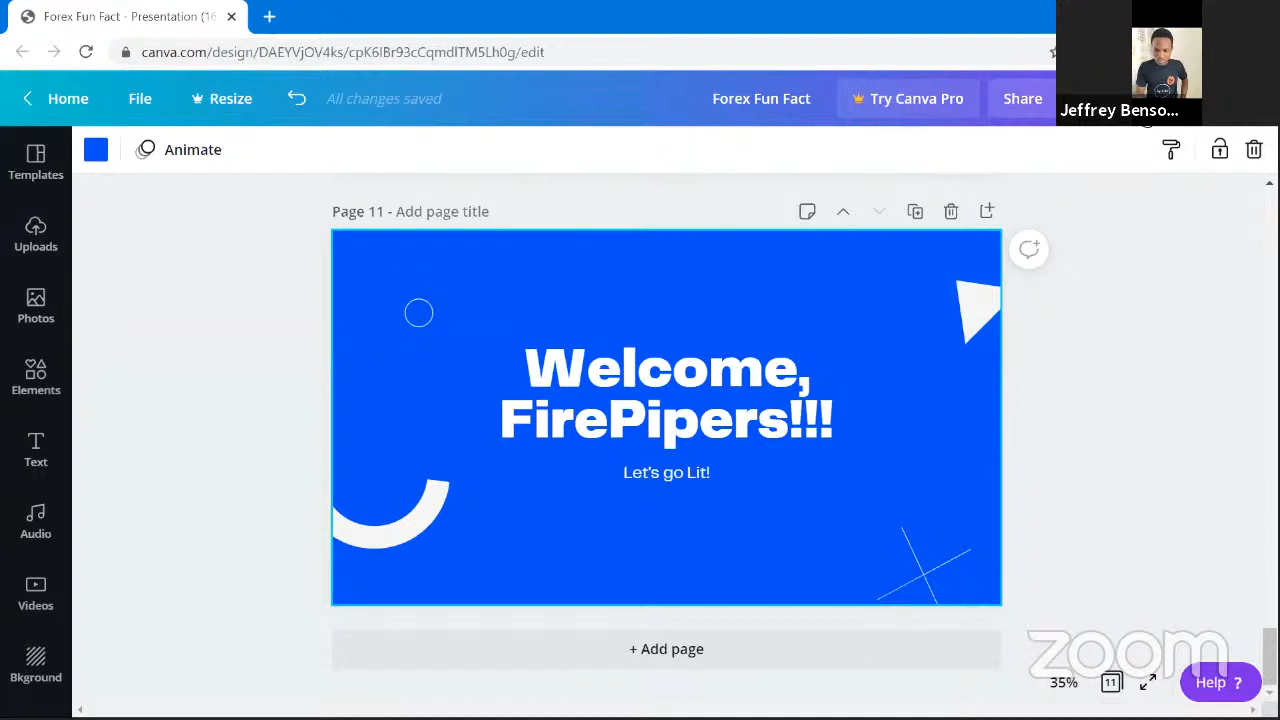 Forex Fun Fact - Presentation (16
canva.com/design/DAEYVjOV4ks/cpK6IBr93cCqmdlTM5Lh0g/edit
Home
File
Resize
All changes saved
Forex Fun Fact
Try Canva Pro
Share
Jeffrey Benso...
Animate
Templates
Uploads
Photos
Elements
Text
Audio
Videos
Bkground
Page 11 - Add page title
Welcome,
FirePipers!!!
Let's go Lit!
+ Add page
zoom
35%
11
Help ?